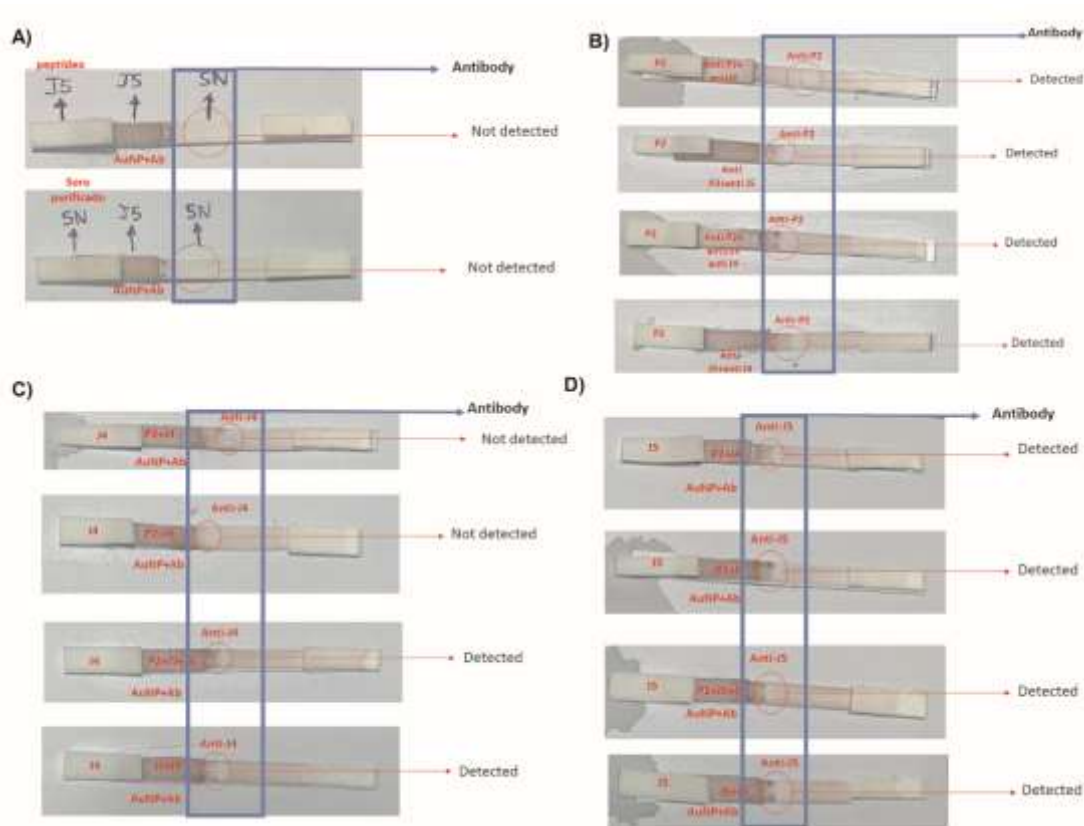 A)
Antibody
peptideo
J5 J5 SN
AuNP+Ab
Not detected
Soro
purificado
SN J5 SN
AuNP+Ab
Not detected
B)
Antibody
P2
Anti-P2
Detected
P2
Anti-P2
Detected
P2
Anti-P2
Detected
P2
Anti-P2
Detected
C)
Antibody
Anti-J4
J4
AuNP+Ab
Not detected
Anti-J4
J4
AuNP+Ab
Not detected
Anti-J4
J4
AuNP+Ab
Detected
Anti-J4
J4
AuNP+Ab
Detected
D)
Antibody
Anti-J5
J5
AuNP+Ab
Detected
Anti-J5
J5
AuNP+Ab
Detected
Anti-J5
J5
AuNP+Ab
Detected
Anti-J5
J5
AuNP+Ab
Detected